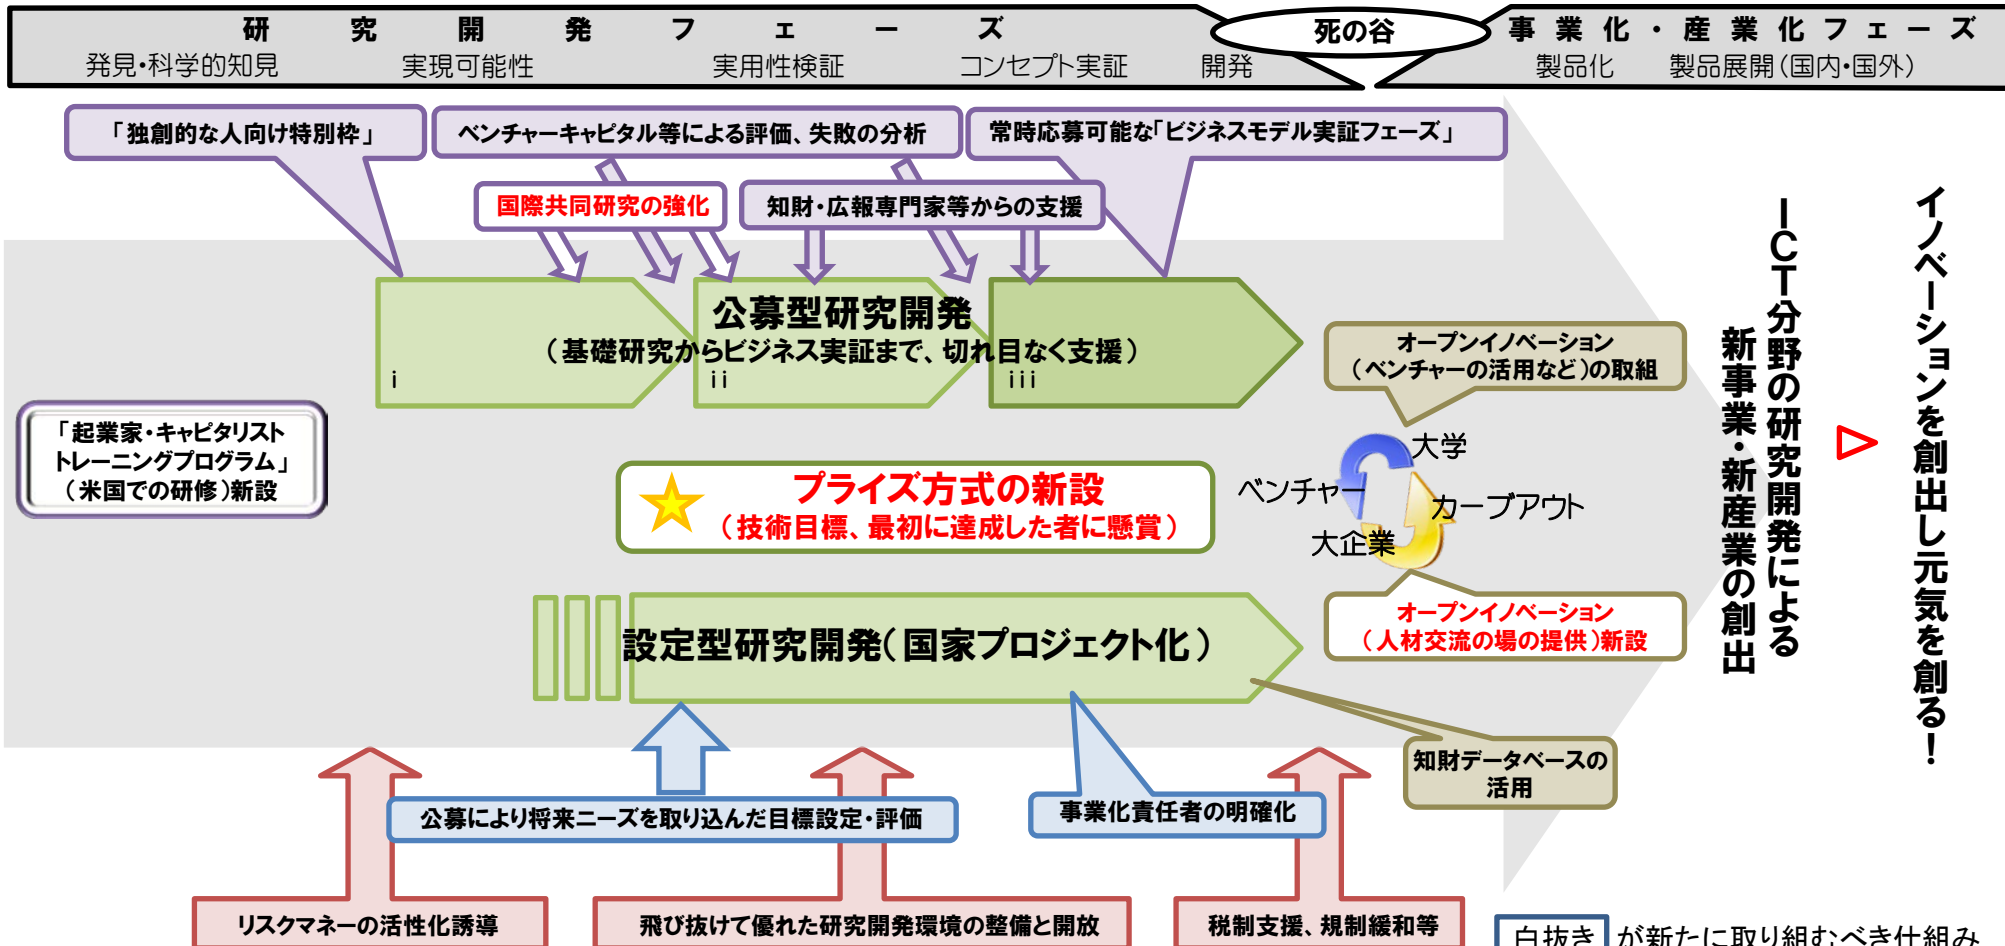 研究開発フェーズ
死の谷
事業化・産業化フェーズ
発見・科学的知見
実現可能性
実用性検証
コンセプト実証
開発
製品化
製品展開(国内・国外)
「独創的な人向け特別枠」
ベンチャーキャピタル等による評価、失敗の分析
常時応募可能な「ビジネスモデル実証フェーズ」
国際共同研究の強化
知財・広報専門家等からの支援
公募型研究開発
(基礎研究からビジネス実証まで、切れ目なく支援)
i
ii
iii
「起業家・キャピタリスト
トレーニングプログラム」
(米国での研修)新設
プライズ方式の新設
(技術目標、最初に達成した者に懸賞)
オープンイノベーション
(ベンチャーの活用など)の取組
大学
ベンチャー
カーブアウト
大企業
オープンイノベーション
(人材交流の場の提供)新設
設定型研究開発(国家プロジェクト化)
知財データベースの
活用
公募により将来ニーズを取り込んだ目標設定・評価
事業化責任者の明確化
リスクマネーの活性化誘導
飛び抜けて優れた研究開発環境の整備と開放
税制支援、規制緩和等
白抜き が新たに取り組むべき仕組み
ICT分野の研究開発による
新事業・新産業の創出
イノベーションを創出し元気を創る!